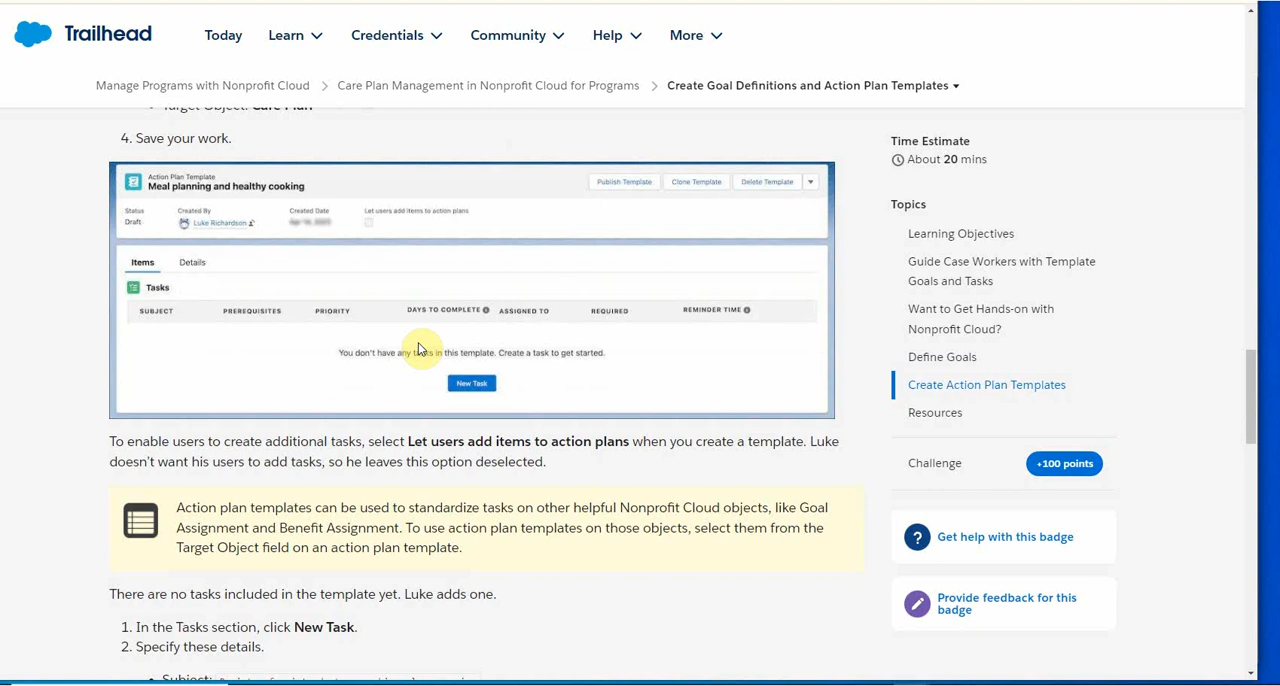 Trailhead
Today Learn Credentials Community Help More
Manage Programs with Nonprofit Cloud Care Plan Management in Nonprofit Cloud for Programs Create Goal Definitions and Action Plan Templates
Target Object: Care Plan
4. Save your work.
Action Plan Template
Meal planning and healthy cooking
Publish Template Clone Template Delete Template
Status Created By Created Date Let users add items to action plans
Draft Luke Richardson
Items Details
Tasks
SUBJECT PREREQUISITES PRIORITY DAYS TO COMPLETE ASSIGNED TO REQUIRED REMINDER TIME
You don't have any tasks in this template. Create a task to get started.
New Task
To enable users to create additional tasks, select Let users add items to action plans when you create a template. Luke
doesn't want his users to add tasks, so he leaves this option deselected.
Action plan templates can be used to standardize tasks on other helpful Nonprofit Cloud objects, like Goal
Assignment and Benefit Assignment. To use action plan templates on those objects, select them from the
Target Object field on an action plan template.
There are no tasks included in the template yet. Luke adds one.
1. In the Tasks section, click New Task.
2. Specify these details.
Subject:
Time Estimate
About 20 mins
Topics
Learning Objectives
Guide Case Workers with Template
Goals and Tasks
Want to Get Hands-on with
Nonprofit Cloud?
Define Goals
Create Action Plan Templates
Resources
Challenge +100 points
? Get help with this badge
Provide feedback for this
badge